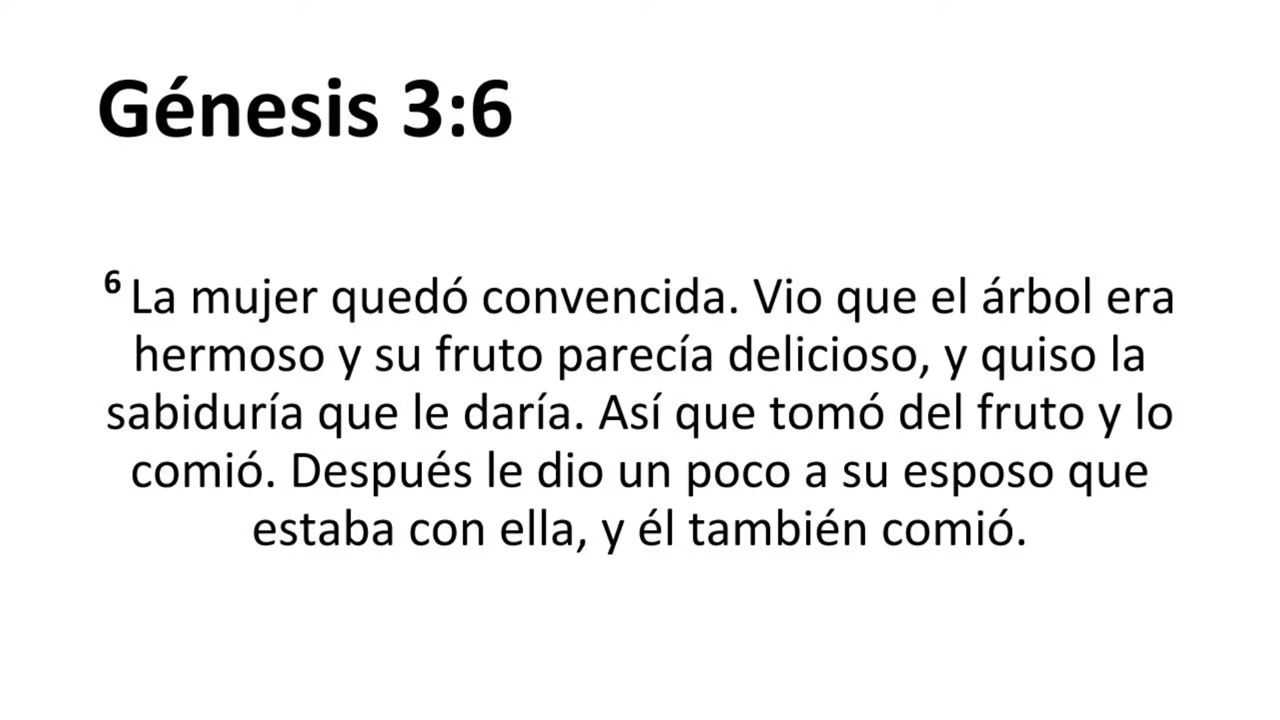 Génesis 3:6
6 La mujer quedó convencida. Vio que el árbol era
hermoso y su fruto parecía delicioso, y quiso la
sabiduría que le daría. Así que tomó del fruto y lo
comió. Después le dio un poco a su esposo que
estaba con ella, y él también comió.